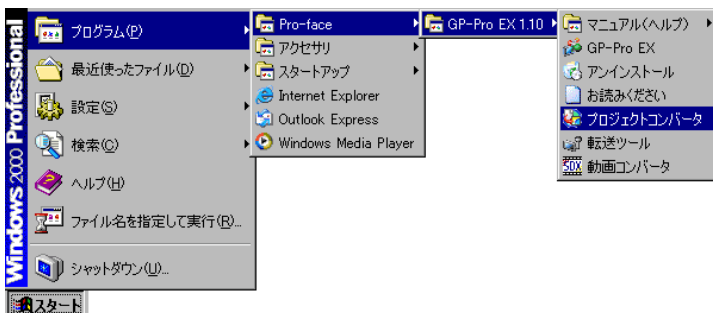 Windows 2000 Professional
プログラム(P)
最近使ったファイル(D)
設定(S)
検索(C)
ヘルプ(H)
ファイル名を指定して実行(R)...
シャットダウン(U)...
スタート
Pro-face
アクセサリ
スタートアップ
Internet Explorer
Outlook Express
Windows Media Player
GP-Pro EX 1.10
マニュアル(ヘルプ)
GP-Pro EX
アンインストール
お読みください
プロジェクトコンバータ
転送ツール
動画コンバータ